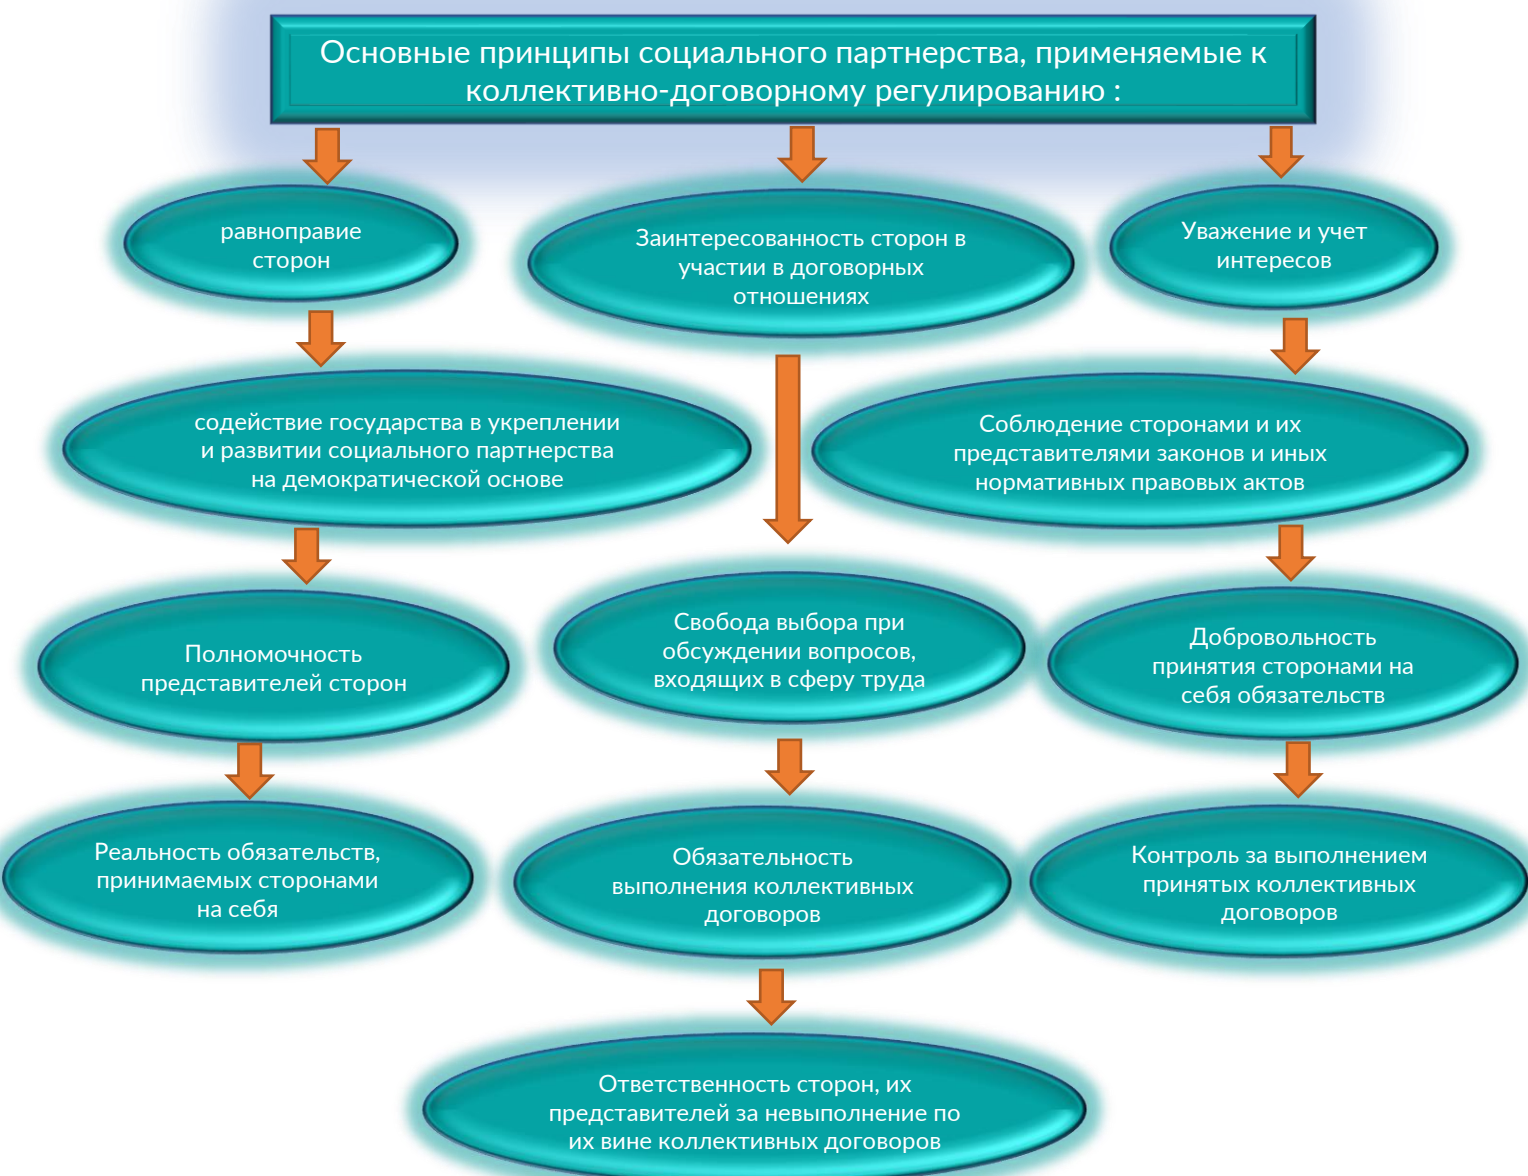 Основные принципы социального партнерства, применяемые к
коллективно-договорному регулированию :
равноправие
сторон
Заинтересованность сторон в
участии в договорных
отношениях
Уважение и учет
интересов
содействие государства в укреплении
и развитии социального партнерства
на демократической основе
Соблюдение сторонами и их
представителями законов и иных
нормативных правовых актов
Полномочность
представителей сторон
Свобода выбора при
обсуждении вопросов,
входящих в сферу труда
Добровольность
принятия сторонами на
себя обязательств
Реальность обязательств,
принимаемых сторонами
на себя
Обязательность
выполнения коллективных
договоров
Контроль за выполнением
принятых коллективных
договоров
Ответственность сторон, их
представителей за невыполнение по
их вине коллективных договоров